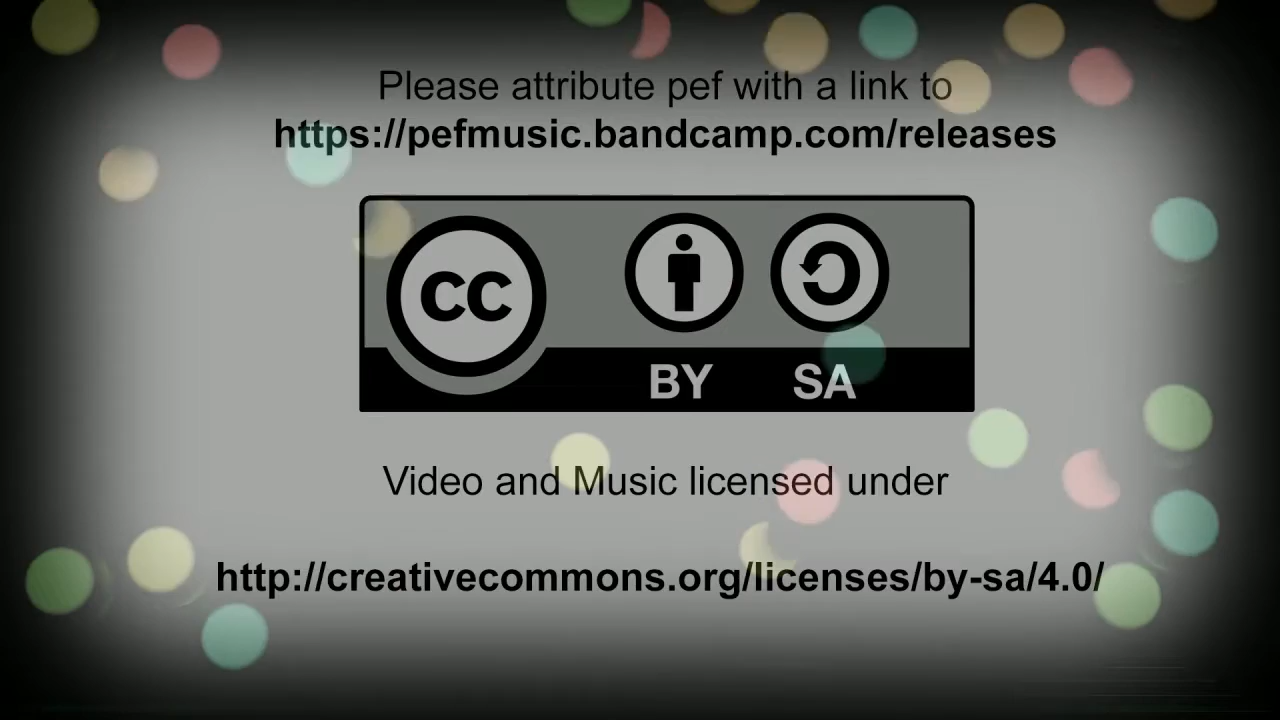 Please attribute pef with a link to
https://pefmusic.bandcamp.com/releases
CC
BY SA
Video and Music licensed under
http://creativecommons.org/licenses/by-sa/4.0/